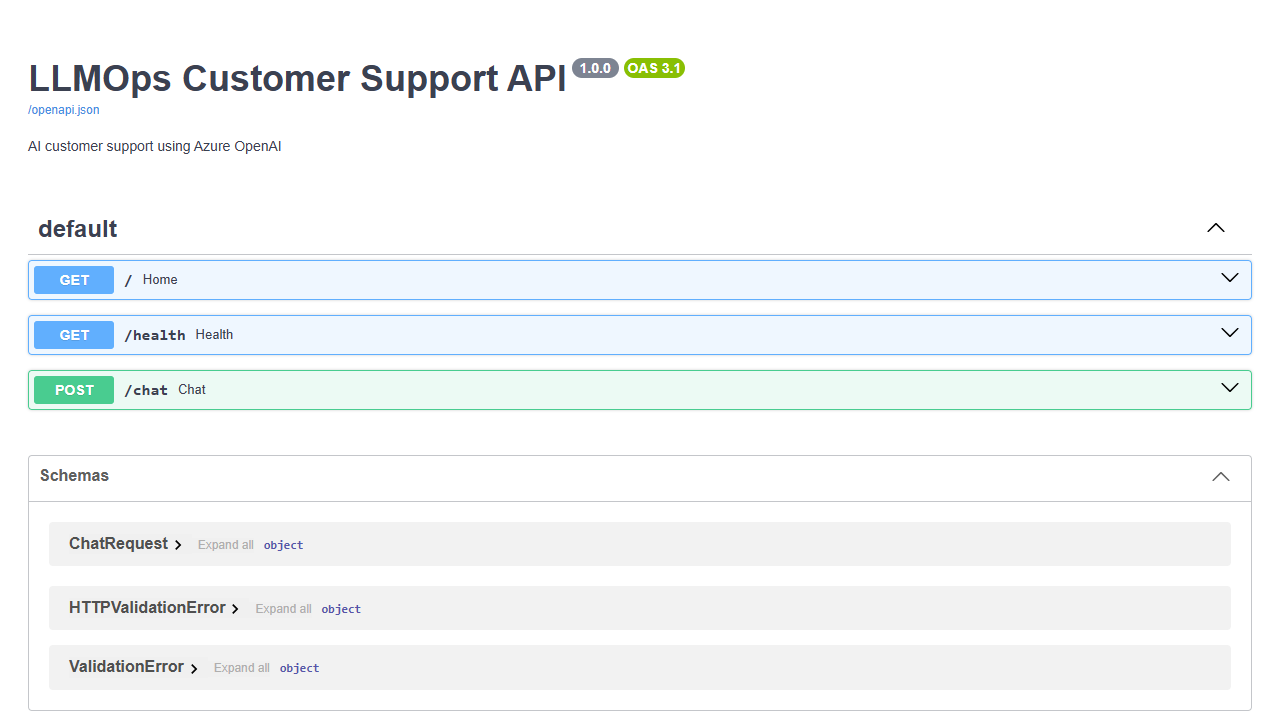 LLMOps Customer Support API 1.0.0 OAS 3.1
/openapi.json
AI customer support using Azure OpenAI
default
GET / Home
GET /health Health
POST /chat Chat
Schemas
ChatRequest Expand all object
HTTPValidationError Expand all object
ValidationError Expand all object